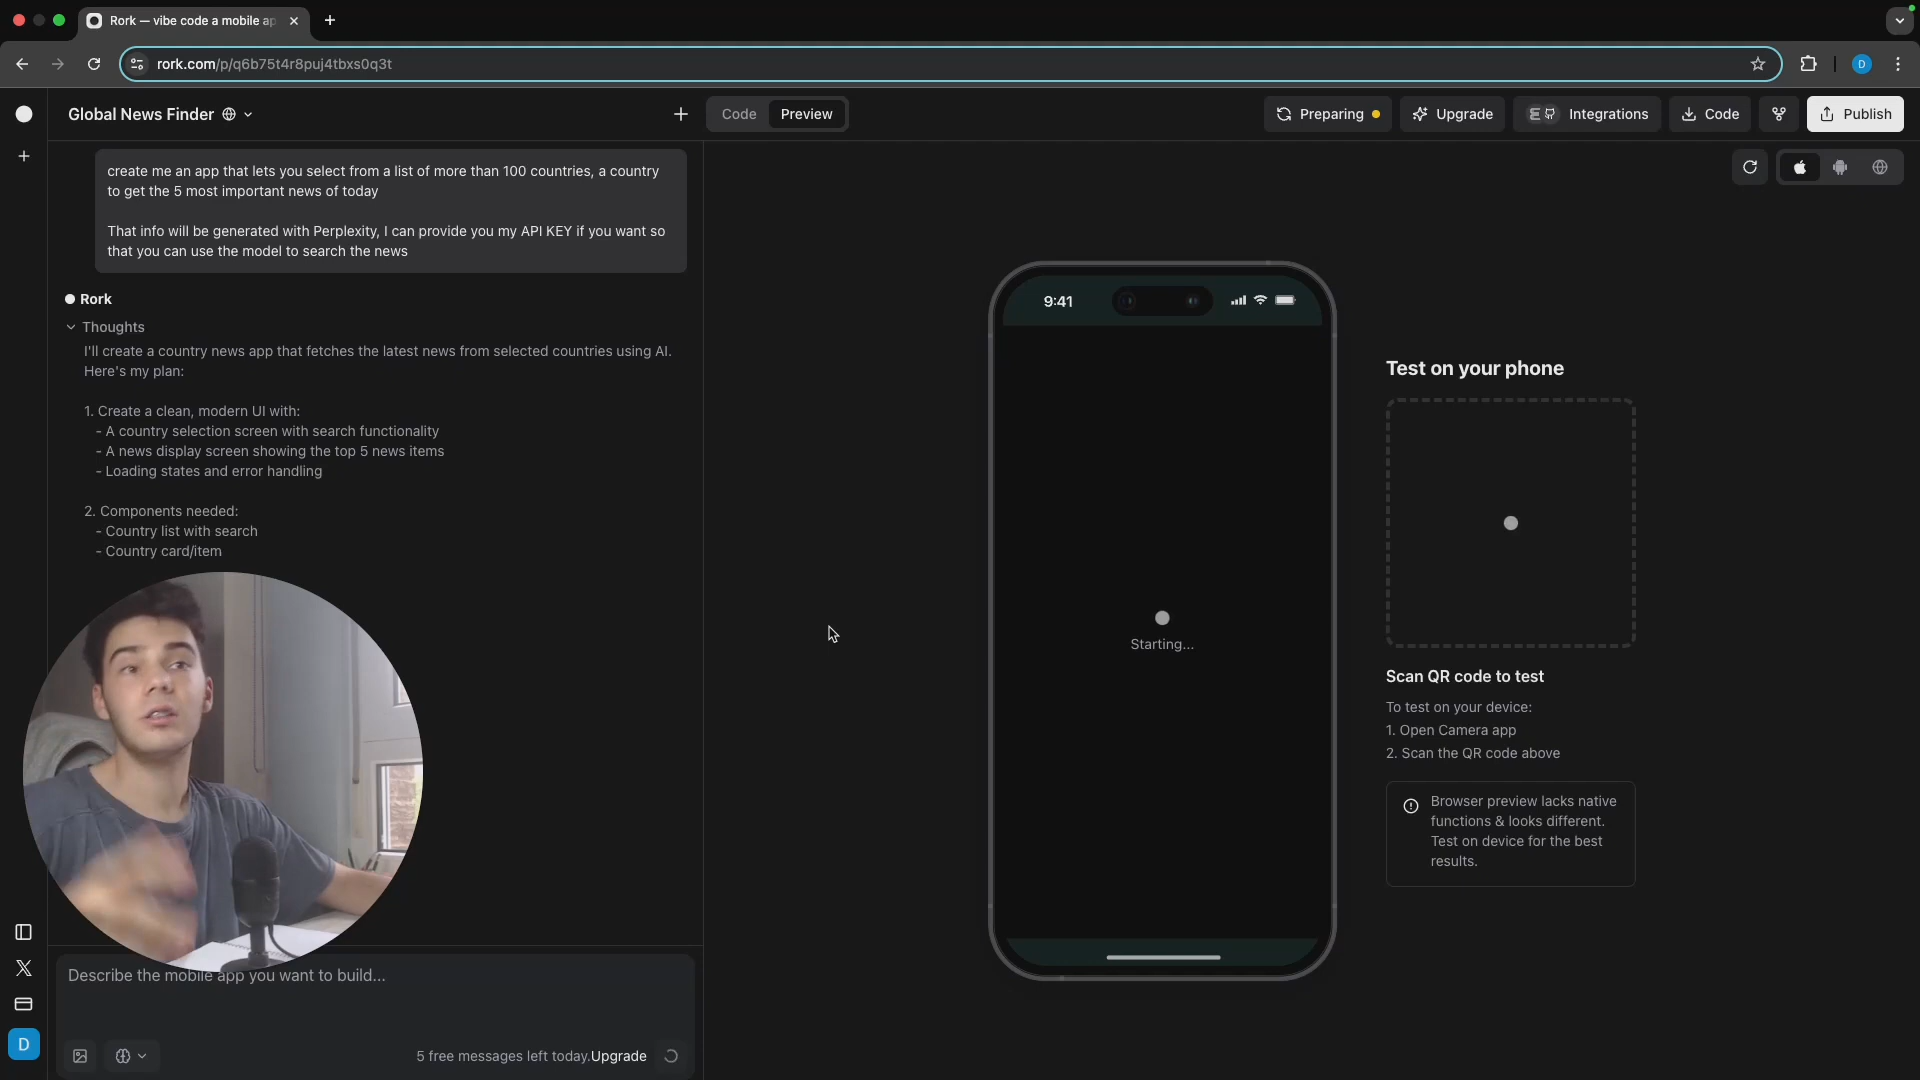 Rork — vibe code a mobile ap
rork.com/p/q6b75t4r8puj4tbxs0q3t
D
Global News Finder
Code
Preview
Preparing
Upgrade
Integrations
Code
Publish
create me an app that lets you select from a list of more than 100 countries, a country
to get the 5 most important news of today
That info will be generated with Perplexity, I can provide you my API KEY if you want so
that you can use the model to search the news
Rork
Thoughts
I'll create a country news app that fetches the latest news from selected countries using AI.
Here's my plan:
1. Create a clean, modern UI with:
- A country selection screen with search functionality
- A news display screen showing the top 5 news items
- Loading states and error handling
2. Components needed:
- Country list with search
- Country card/item
Describe the mobile app you want to build...
5 free messages left today. Upgrade
D
9:41
Starting...
Test on your phone
Scan QR code to test
To test on your device:
1. Open Camera app
2. Scan the QR code above
Browser preview lacks native
functions & looks different.
Test on device for the best
results.